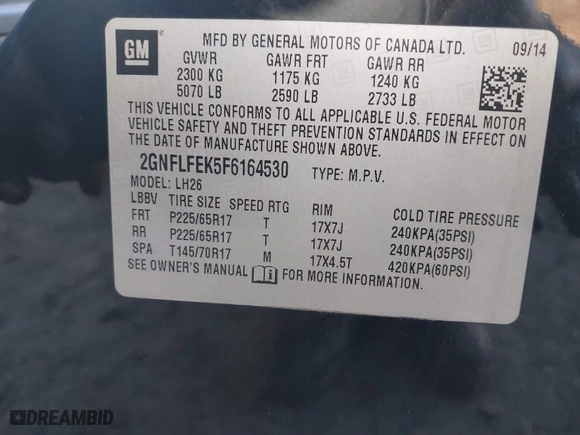 GM
MFD BY GENERAL MOTORS OF CANADA LTD. 09/14
GVWR GAWR FRT GAWR RR
2300 KG 1175 KG 1240 KG
5070 LB 2590 LB 2733 LB
THIS VEHICLE CONFORMS TO ALL APPLICABLE U.S. FEDERAL MOTOR
VEHICLE SAFETY AND THEFT PREVENTION STANDARDS IN EFFECT ON
THE DATE OF MANUFACTURE SHOWN ABOVE.
2GNFLFEK5F6164530 TYPE: M.P.V.
MODEL: LH26
LBBV TIRE SIZE SPEED RTG RIM COLD TIRE PRESSURE
FRT P225/65R17 T 17X7J 240KPA(35PSI)
RR P225/65R17 T 17X7J 240KPA(35PSI)
SPA T145/70R17 M 17X4.5T 420KPA(60PSI)
SEE OWNER'S MANUAL FOR MORE INFORMATION.
DREAMBID